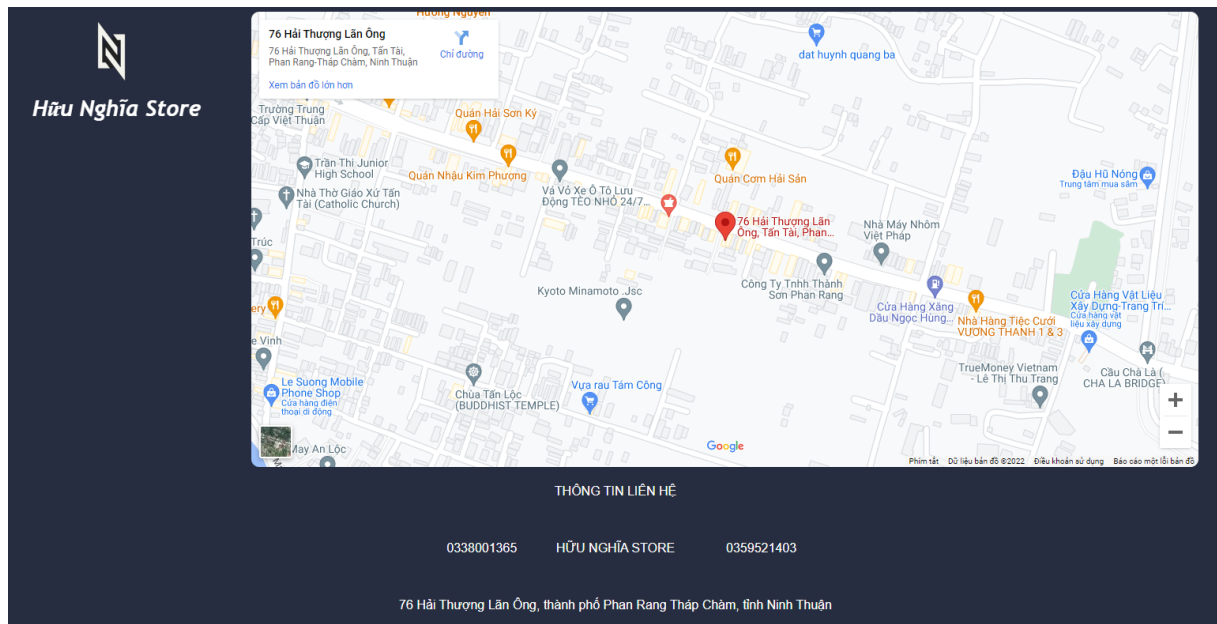 Hữu Nghĩa Store
Hương Nguyên
76 Hải Thượng Lãn Ông
76 Hải Thượng Lãn Ông, Tấn Tài,
Phan Rang-Tháp Chàm, Ninh Thuận
Chỉ đường
Xem bản đồ lớn hơn
dat huynh quang ba
Trường Trung
Cấp Việt Thuận
Quán Hải Sơn Ký
Trần Thi Junior
High School
Quán Nhậu Kim Phượng
Quán Cơm Hải Sản
Đậu Hũ Nóng
Trung tâm mua sắm
Nhà Thờ Giáo Xứ Tấn
Tài (Catholic Church)
Vá Vỏ Xe Ô Tô Lưu
Động TÈO NHỎ 24/7...
76 Hải Thượng Lãn
Ông, Tấn Tài, Phan...
Nhà Máy Nhôm
Việt Pháp
Trúc
Kyoto Minamoto .Jsc
Công Ty Tnhh Thành
Sơn Phan Rang
Cửa Hàng Xăng
Dầu Ngọc Hùng...
Cửa Hàng Vật Liệu
Xây Dựng-Trang Trí...
Cửa hàng vật
liệu xây dựng
ery
Nhà Hàng Tiệc Cưới
VƯƠNG THANH 1 & 3
e Vinh
TrueMoney Vietnam
- Lê Thị Thu Trang
Cầu Chà Là (
CHA LA BRIDGE)
Le Suong Mobile
Phone Shop
Cửa hàng điện
thoại di động
Chùa Tấn Lộc
(BUDDHIST TEMPLE)
Vựa rau Tám Công
May An Lộc
Google
Phím tắt Dữ liệu bản đồ ©2022 Điều khoản sử dụng Báo cáo một lỗi bản đồ
THÔNG TIN LIÊN HỆ
0338001365 HỮU NGHĨA STORE 0359521403
76 Hải Thượng Lãn Ông, thành phố Phan Rang Tháp Chàm, tỉnh Ninh Thuận